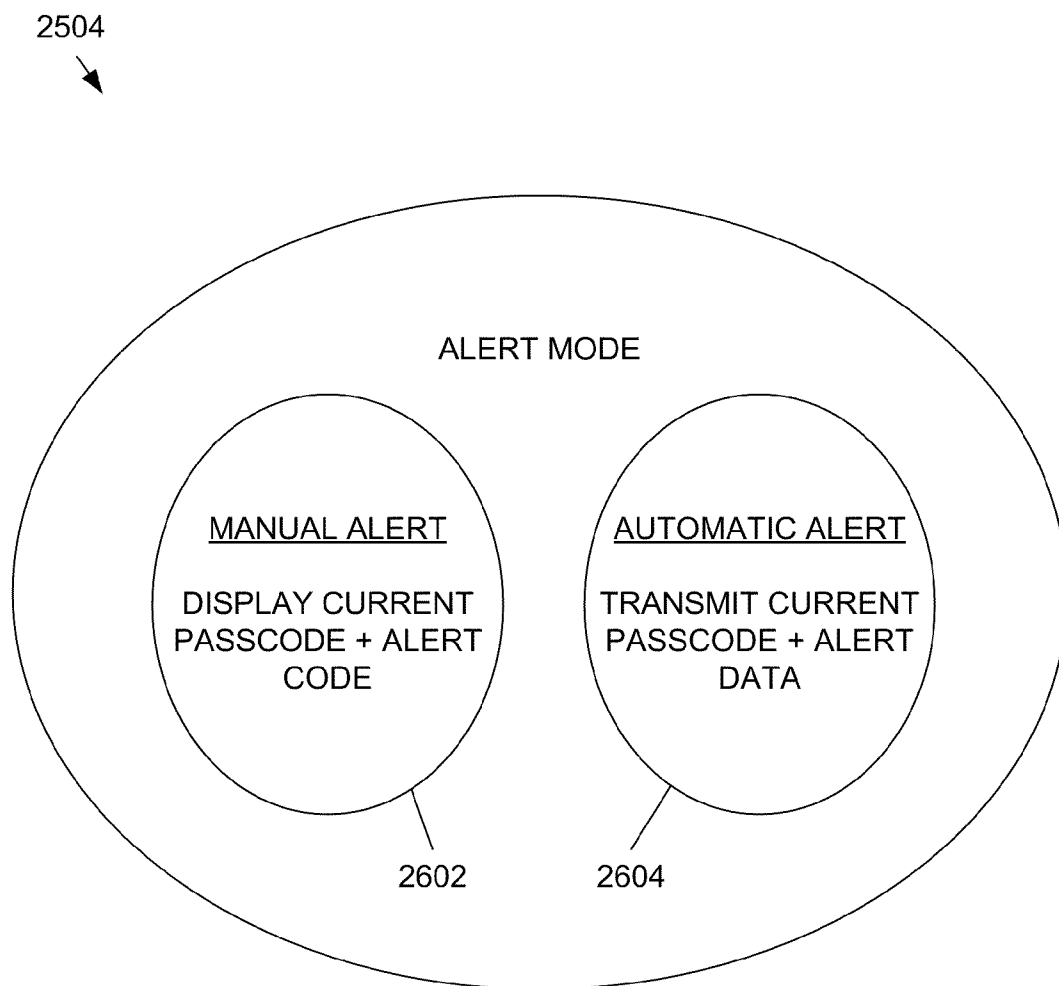 2504
ALERT MODE
MANUAL ALERT
DISPLAY CURRENT
PASSCODE + ALERT
CODE
AUTOMATIC ALERT
TRANSMIT CURRENT
PASSCODE + ALERT
DATA
2602
2604